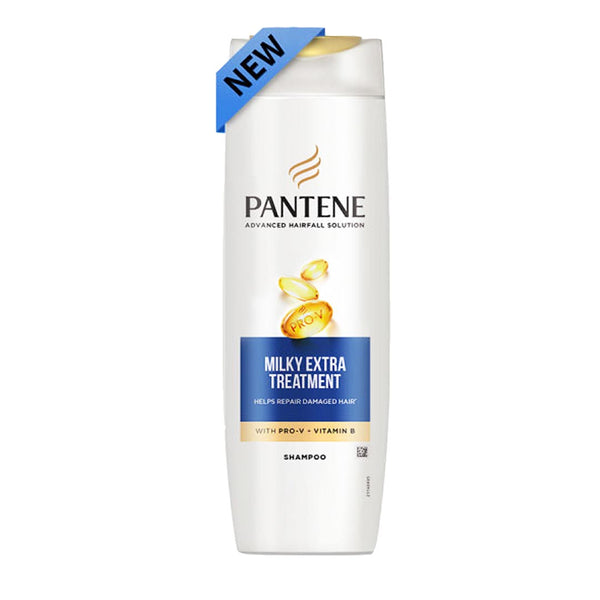 NEW
PANTENE
ADVANCED HAIRFALL SOLUTION
PRO-V
MILKY EXTRA
TREATMENT
HELPS REPAIR DAMAGED HAIR*
WITH PRO-V + VITAMIN B
SHAMPOO